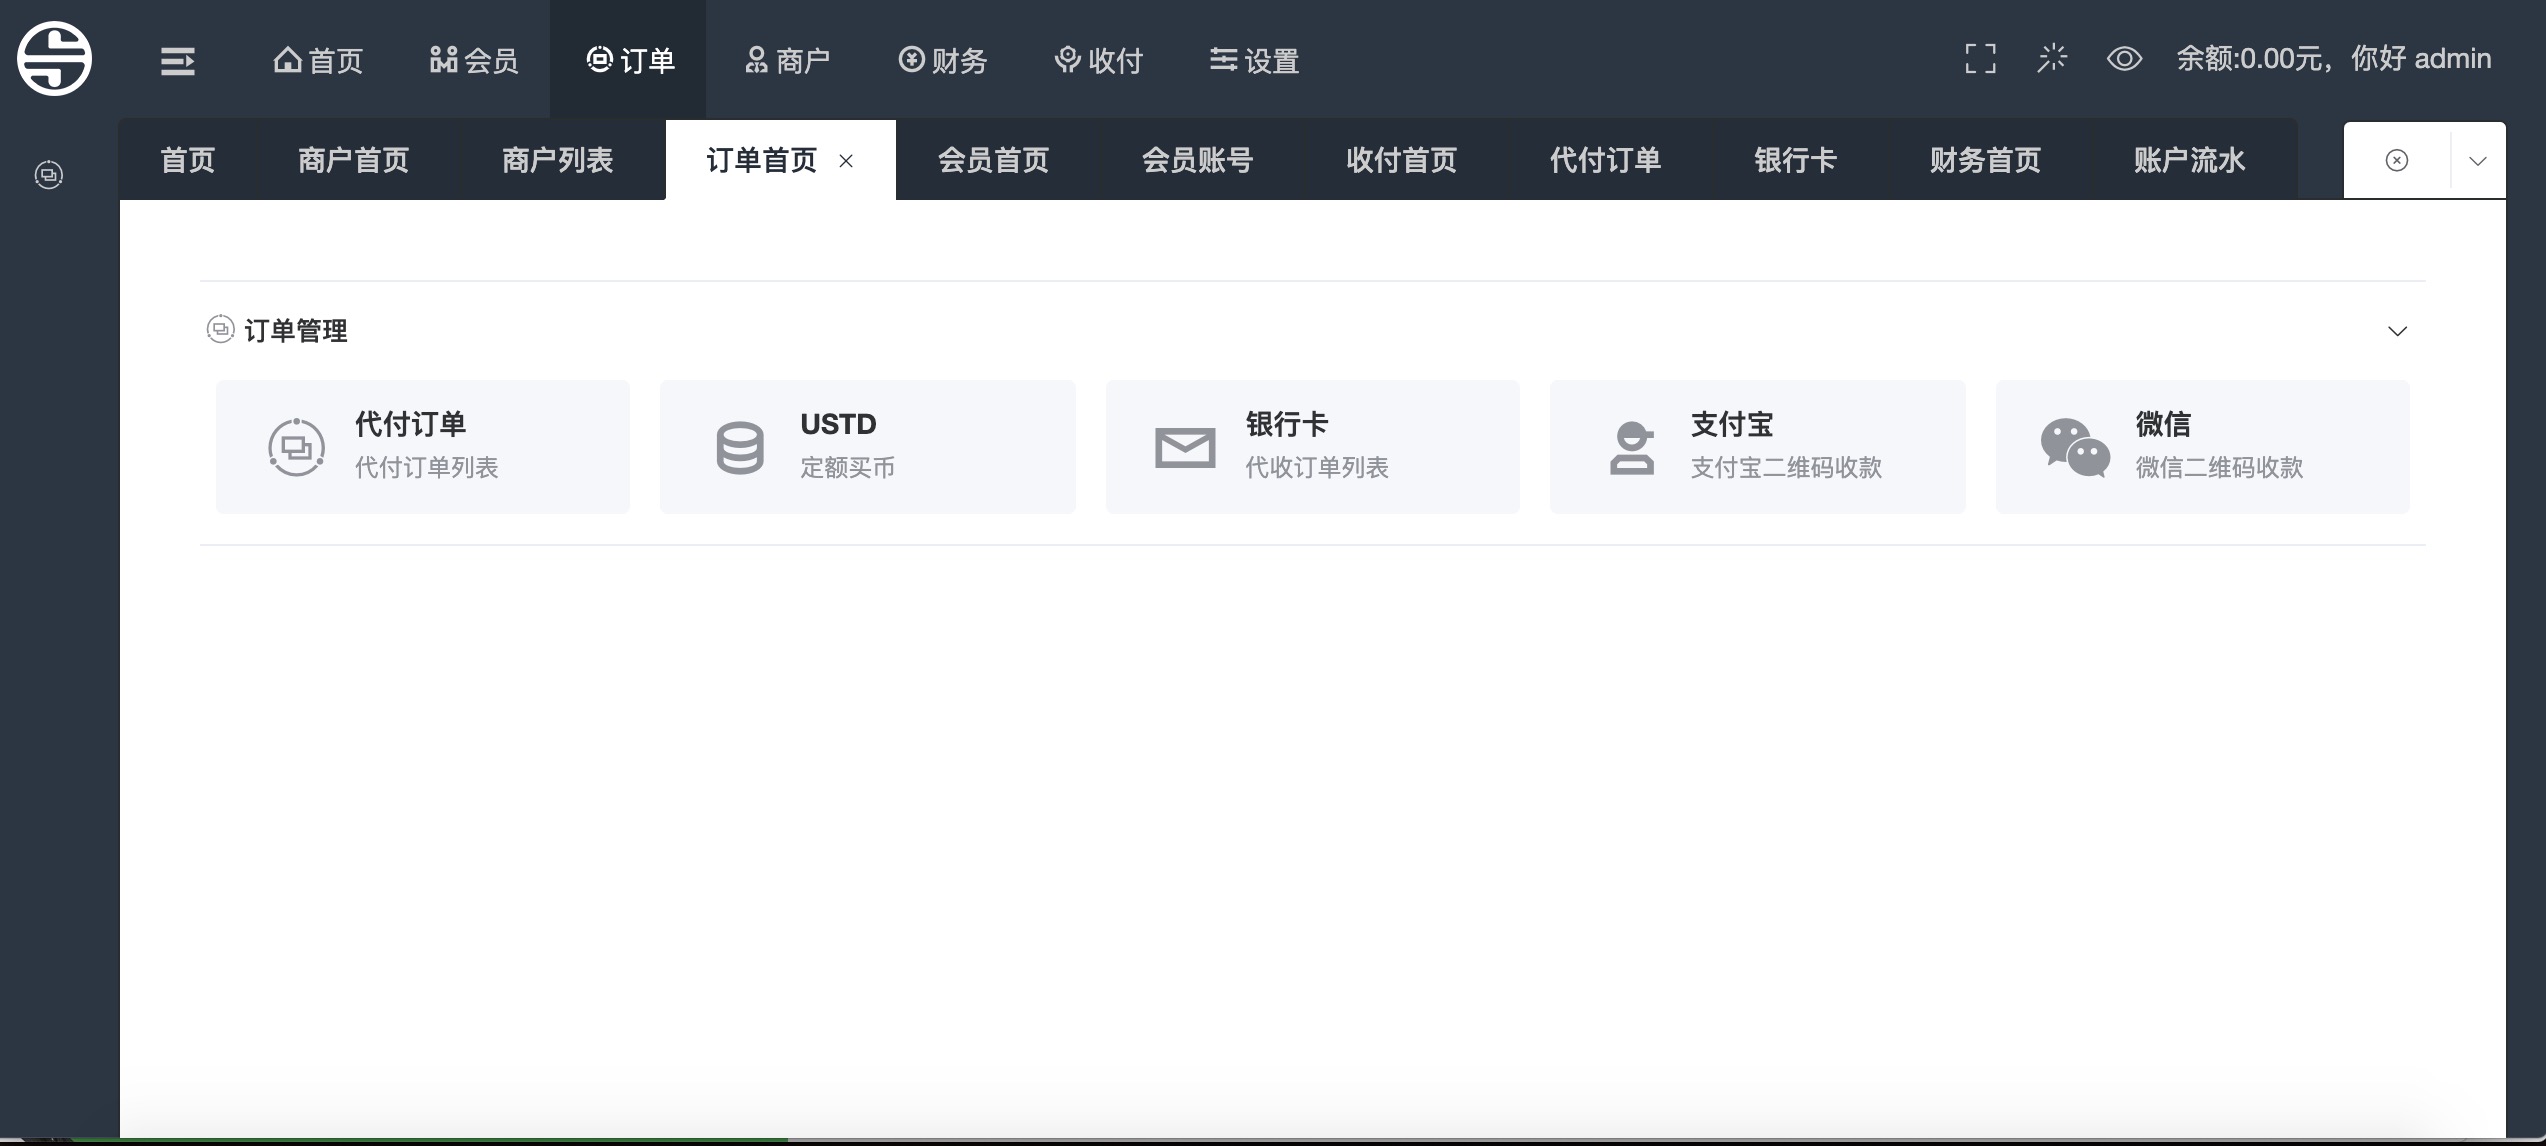 首页 会员 订单 商户 财务 收付 设置 余额:0.00元，你好 admin
首页 商户首页 商户列表 订单首页 会员首页 会员账号 收付首页 代付订单 银行卡 财务首页 账户流水
订单管理
代付订单 USTD 银行卡 支付宝 微信
代付订单列表 定额买币 代收订单列表 支付宝二维码收款 微信二维码收款